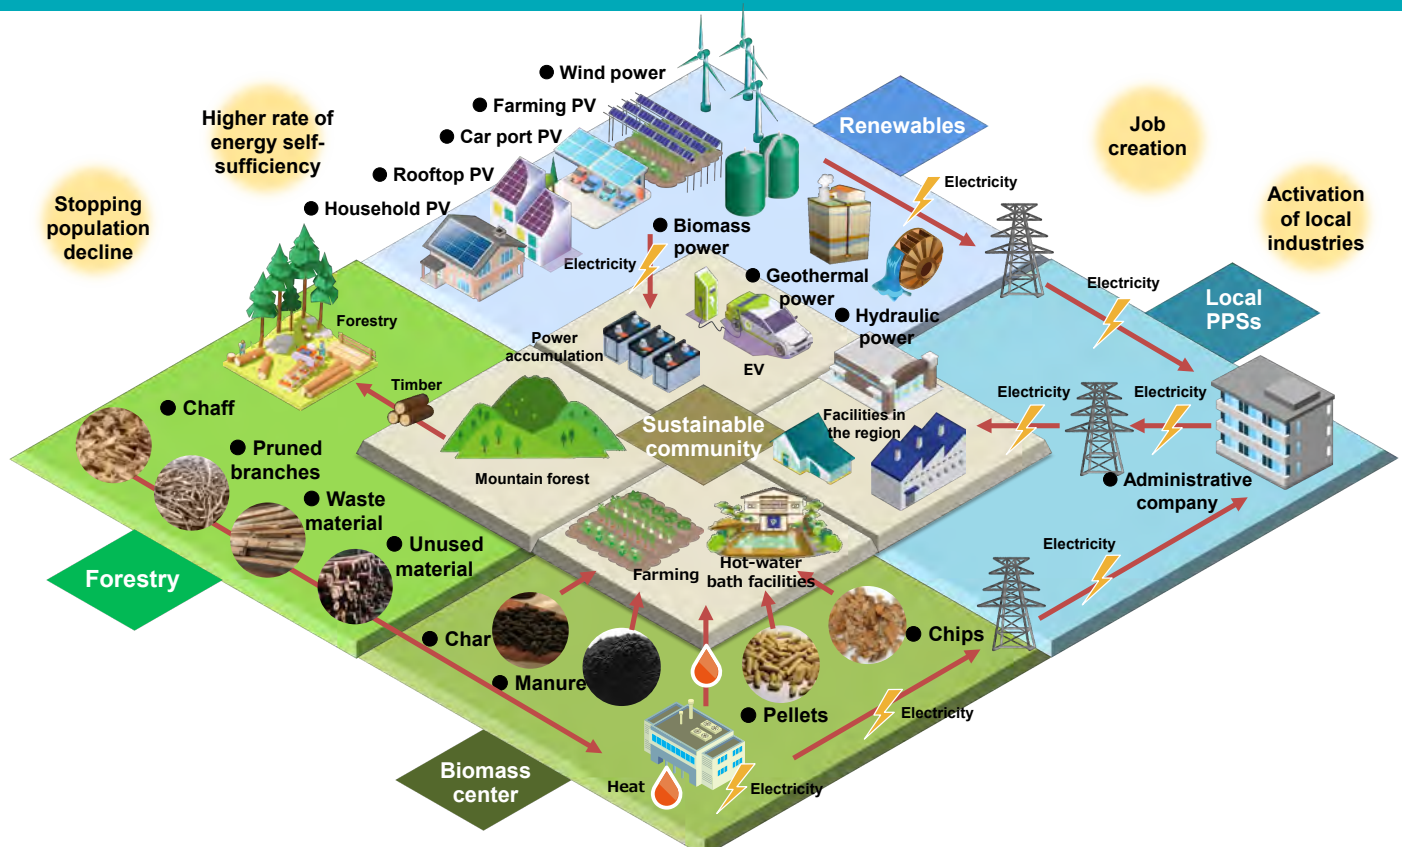 Wind power
Farming PV
Car port PV
Rooftop PV
Household PV
Higher rate of
energy self-
sufficiency
Stopping
population
decline
Renewables
Job
creation
Activation
of local
industries
Electricity
Biomass
power
Electricity
Geothermal
power
Hydraulic
power
Electricity
Local
PPSs
Forestry
Power
accumulation
EV
Timber
Chaff
Pruned
branches
Waste
material
Unused
material
Mountain forest
Sustainable
community
Facilities in
the region
Electricity
Electricity
Administrative
company
Electricity
Forestry
Farming
Hot-water
bath facilities
Char
Manure
Chips
Pellets
Electricity
Biomass
center
Heat
Electricity